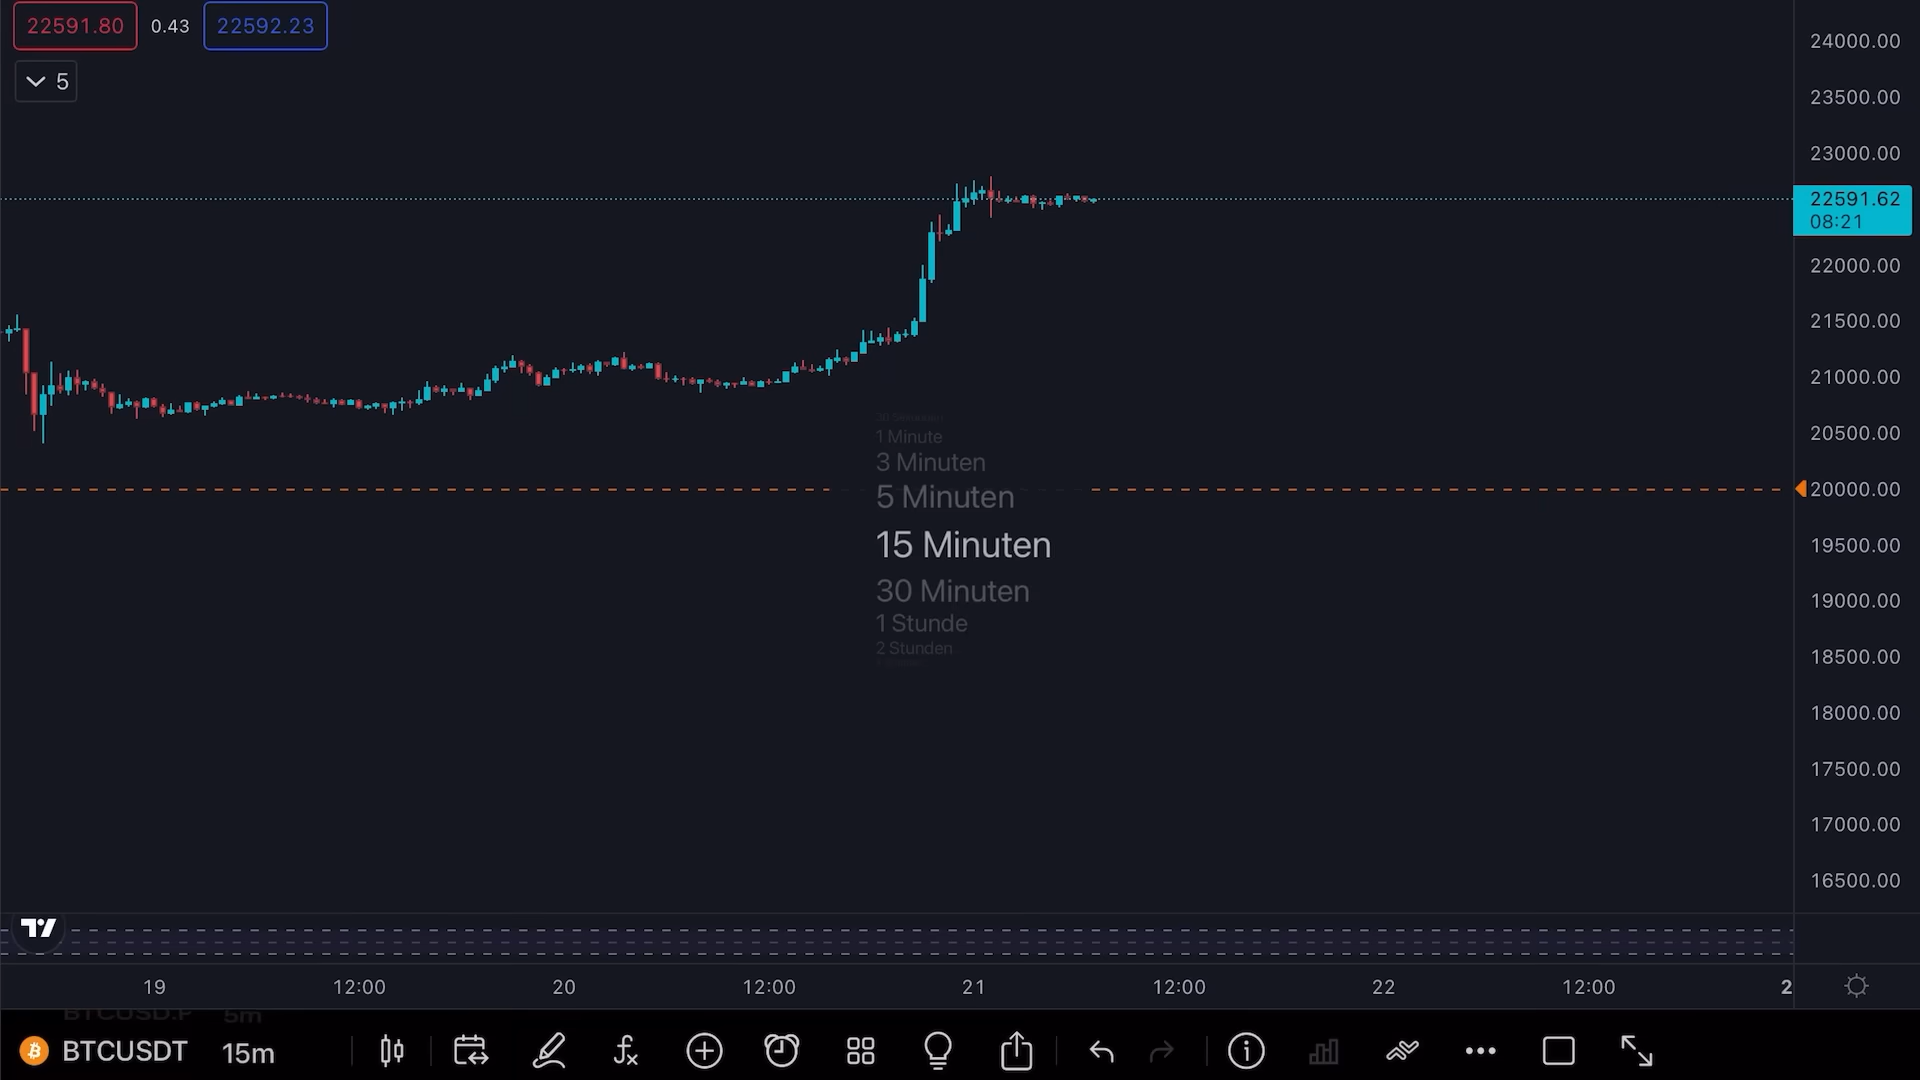 22591.80 0.43 22592.23
5
24000.00
23500.00
23000.00
22591.62
08:21
22000.00
21500.00
21000.00
20500.00
20000.00
19500.00
19000.00
18500.00
18000.00
17500.00
17000.00
16500.00
1 Minute
3 Minuten
5 Minuten
15 Minuten
30 Minuten
1 Stunde
2 Stunden
19 12:00 20 12:00 21 12:00 22 12:00 2
BTCUSD.P 5m
BTCUSDT 15m